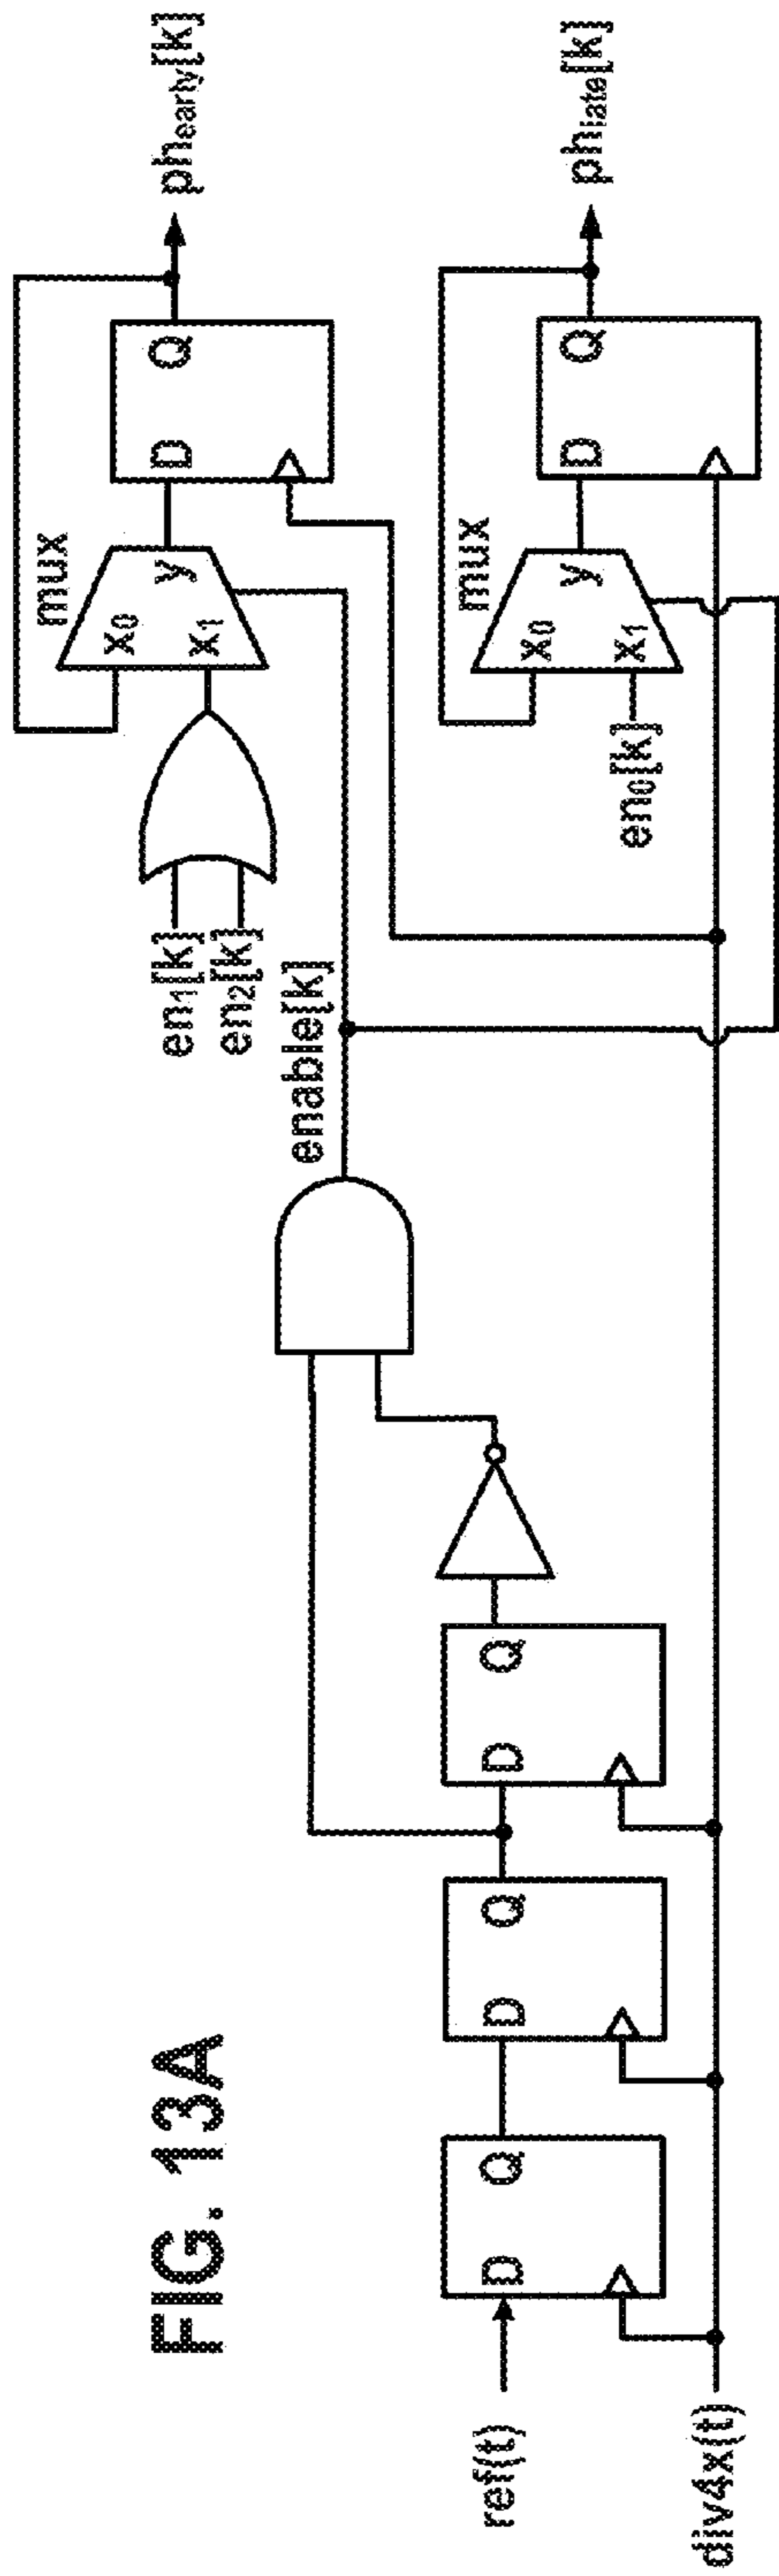 FIG. 13A
ref(t)
div4x(t)
D Q
D Q
D Q
enable[k]
en1[k]
en2[k]
mux
x0
x1
y
D Q
phearly[k]
en0[k]
mux
x0
x1
y
D Q
phlate[k]